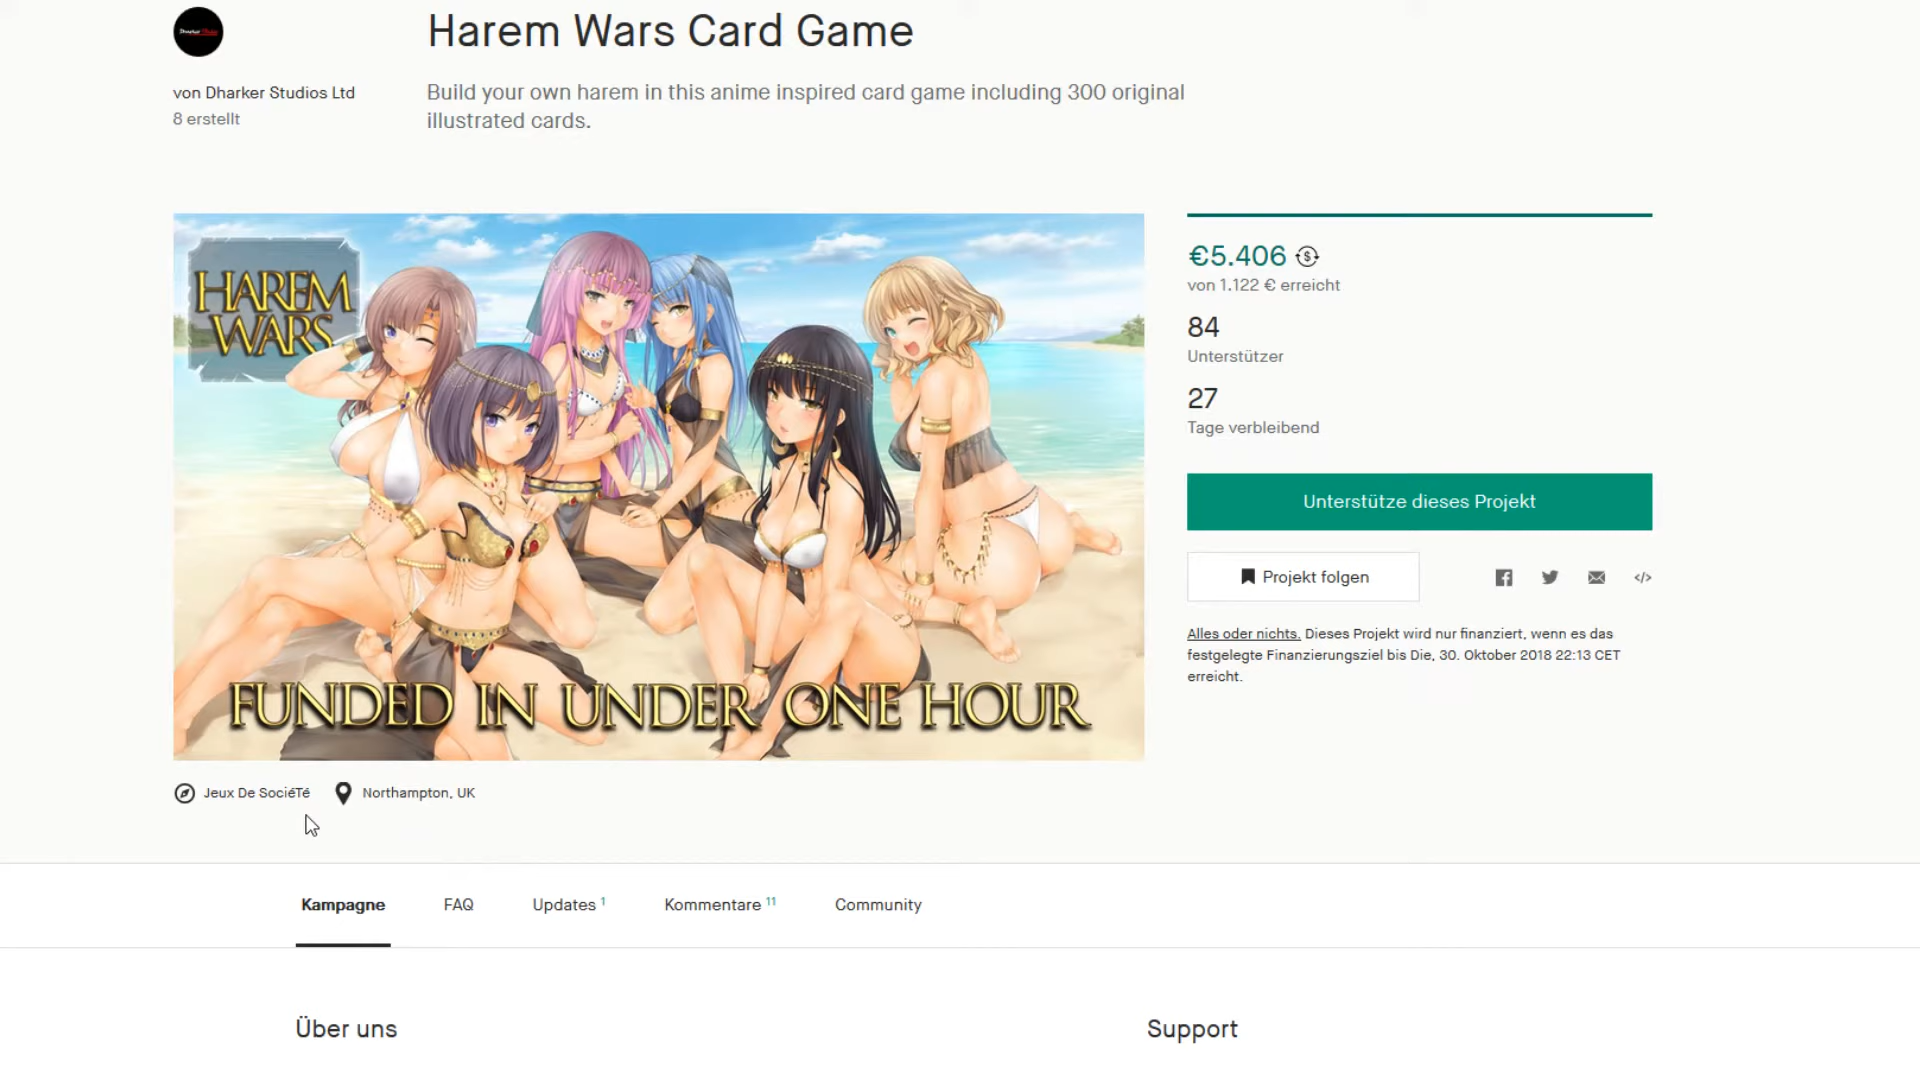 Harem Wars Card Game
von Dharker Studios Ltd
8 erstellt
Build your own harem in this anime inspired card game including 300 original
illustrated cards.
HAREM
WARS
FUNDED IN UNDER ONE HOUR
€5.406
von 1.122 € erreicht
84
Unterstützer
27
Tage verbleibend
Unterstütze dieses Projekt
Projekt folgen
</>
Alles oder nichts. Dieses Projekt wird nur finanziert, wenn es das
festgelegte Finanzierungsziel bis Die, 30. Oktober 2018 22:13 CET
erreicht.
Jeux De SociéTé
Northampton, UK
Kampagne
FAQ
Updates 1
Kommentare 11
Community
Über uns
Support